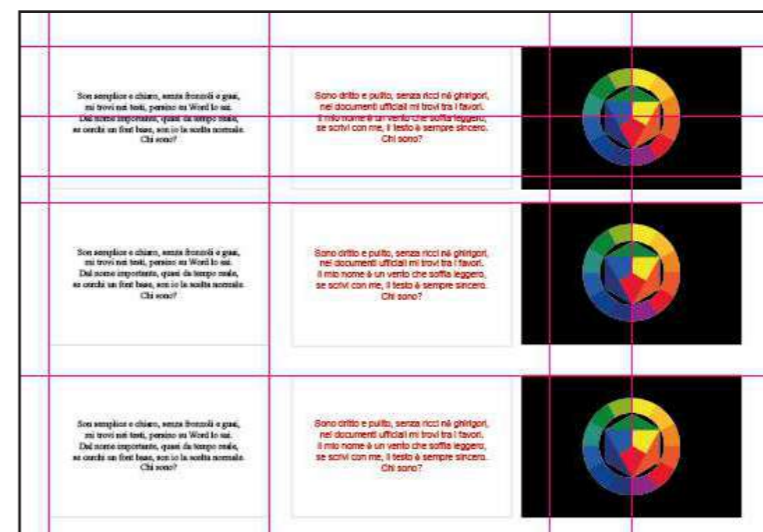 Son semplice e chiaro, senza fronzoli e guai,
mi trovi nei testi, persino su Word lo sai.
Dal nome importante, quasi da tempo reale,
se cerchi un font base, son io la scelta normale.
Chi sono?
Sono dritto e pulito, senza ricci né ghirigori,
nei documenti ufficiali mi trovi tra i favori.
Il mio nome è un vento che soffia leggero,
se scrivi con me, il testo è sempre sincero.
Chi sono?
Son semplice e chiaro, senza fronzoli e guai,
mi trovi nei testi, persino su Word lo sai.
Dal nome importante, quasi da tempo reale,
se cerchi un font base, son io la scelta normale.
Chi sono?
Sono dritto e pulito, senza ricci né ghirigori,
nei documenti ufficiali mi trovi tra i favori.
Il mio nome è un vento che soffia leggero,
se scrivi con me, il testo è sempre sincero.
Chi sono?
Son semplice e chiaro, senza fronzoli e guai,
mi trovi nei testi, persino su Word lo sai.
Dal nome importante, quasi da tempo reale,
se cerchi un font base, son io la scelta normale.
Chi sono?
Sono dritto e pulito, senza ricci né ghirigori,
nei documenti ufficiali mi trovi tra i favori.
Il mio nome è un vento che soffia leggero,
se scrivi con me, il testo è sempre sincero.
Chi sono?